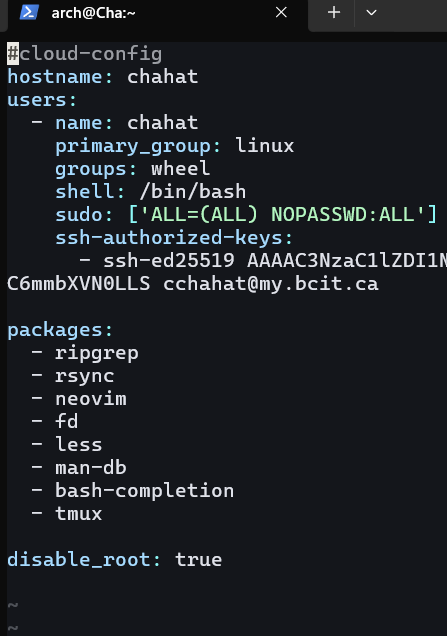 arch@Cha:~
#cloud-config
hostname: chahat
users:
  - name: chahat
    primary_group: linux
    groups: wheel
    shell: /bin/bash
    sudo: ['ALL=(ALL) NOPASSWD:ALL']
    ssh-authorized-keys:
      - ssh-ed25519 AAAAC3NzaC1lZDI1N
C6mmbXVN0LLS cchahat@my.bcit.ca
packages:
  - ripgrep
  - rsync
  - neovim
  - fd
  - less
  - man-db
  - bash-completion
  - tmux
disable_root: true
~
~